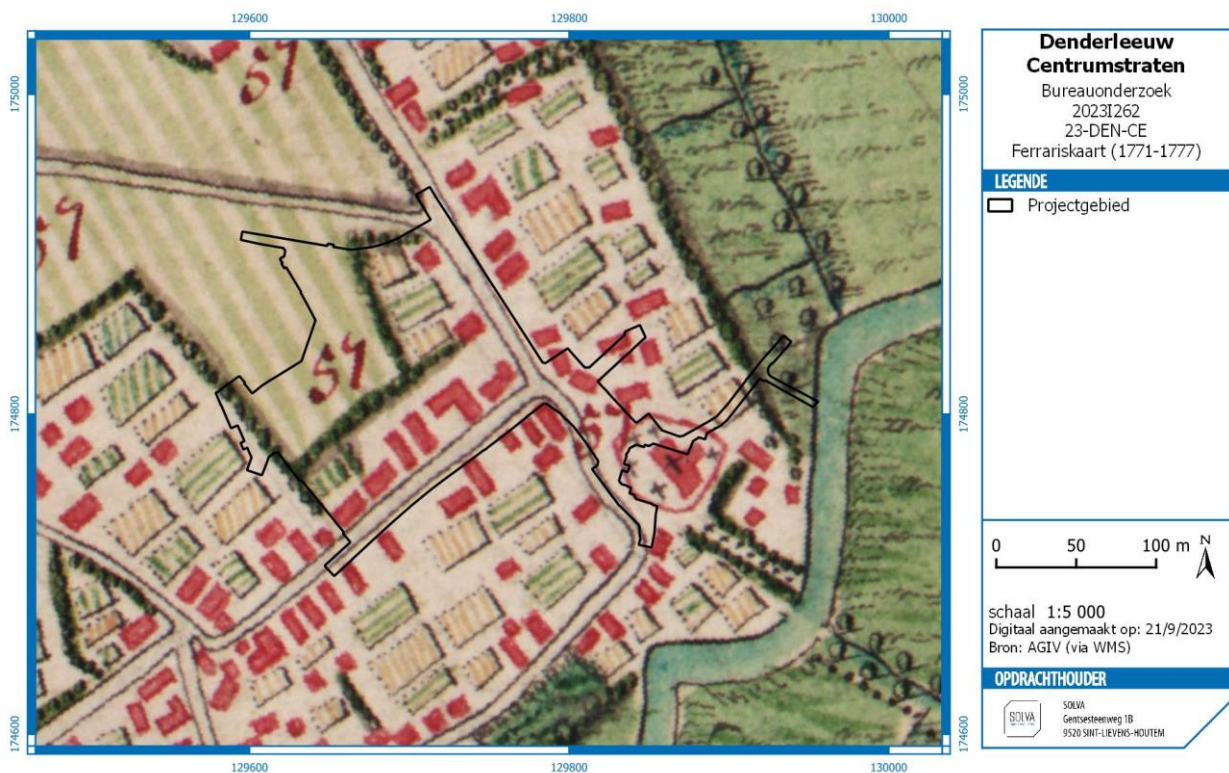 129600
129800
130000
175000
175000
174800
174800
174600
174600
129600
129800
130000
Denderleeuw
Centrumstraten
Bureauonderzoek
2023I262
23-DEN-CE
Ferrariskaart (1771-1777)
LEGENDE
Projectgebied
0 50 100 m N
schaal 1:5 000
Digitaal aangemaakt op: 21/9/2023
Bron: AGIV (via WMS)
OPDRACHTHOUDER
SOLVA
SOLVA
Gentsesteenweg 1B
9520 SINT-LIEVENS-HOUTEM